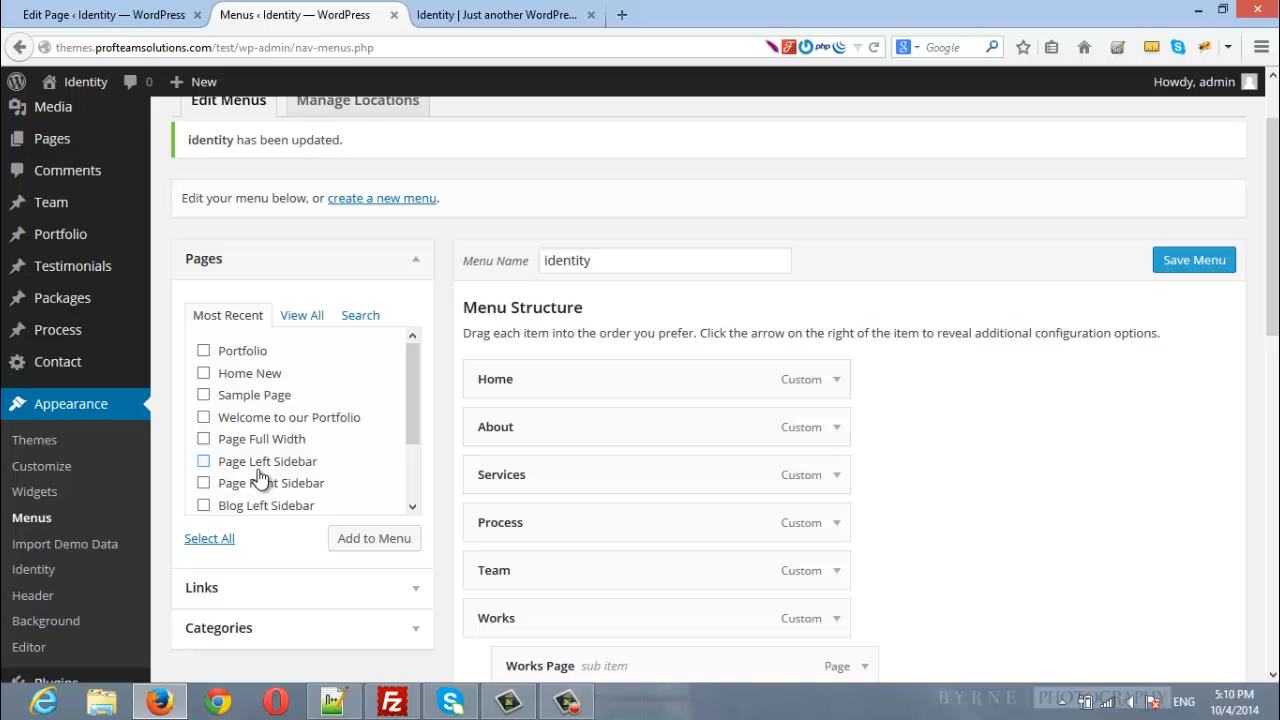 Edit Page ‹ Identity — WordPress
Menus ‹ Identity — WordPress
Identity | Just another WordPre...
themes.profteamsolutions.com/test/wp-admin/nav-menus.php
php
Google
Identity
0
New
Howdy, admin
Media
Pages
Comments
Team
Portfolio
Testimonials
Packages
Process
Contact
Appearance
Themes
Customize
Widgets
Menus
Import Demo Data
Identity
Header
Background
Editor
Plugins
Edit Menus
Manage Locations
identity has been updated.
Edit your menu below, or create a new menu.
Pages
Most Recent
View All
Search
Portfolio
Home New
Sample Page
Welcome to our Portfolio
Page Full Width
Page Left Sidebar
Page Right Sidebar
Blog Left Sidebar
Select All
Add to Menu
Links
Categories
Menu Name
identity
Save Menu
Menu Structure
Drag each item into the order you prefer. Click the arrow on the right of the item to reveal additional configuration options.
Home
Custom
About
Custom
Services
Custom
Process
Custom
Team
Custom
Works
Custom
Works Page sub item
Page
BYRNE PHOTOGRAPHY
ENG
5:10 PM
10/4/2014